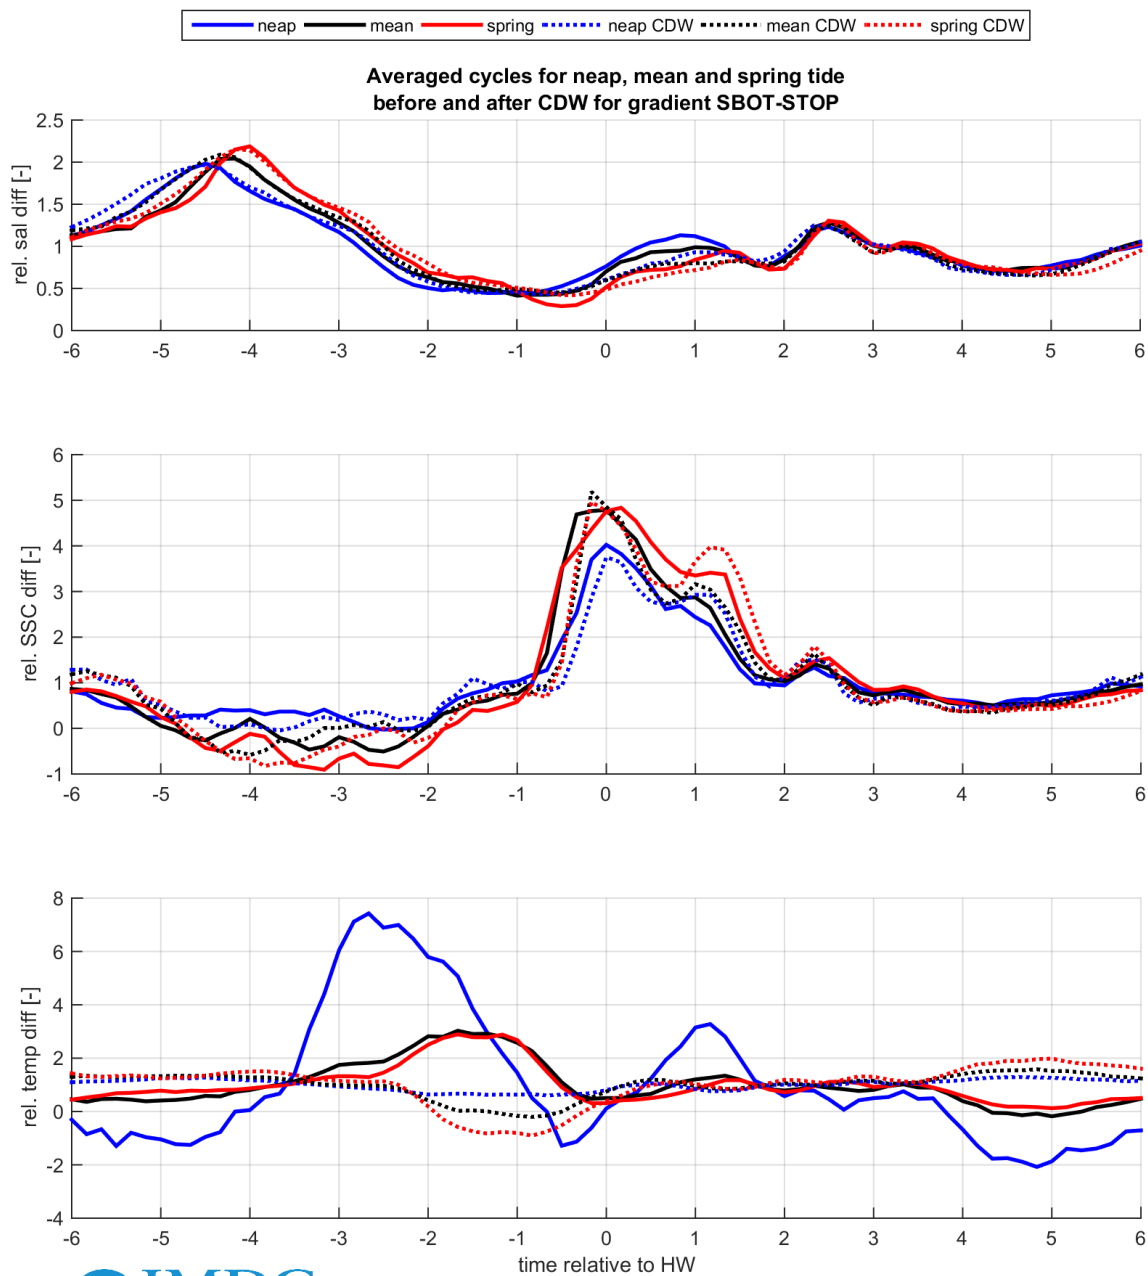 neap mean spring neap CDW mean CDW spring CDW
Averaged cycles for neap, mean and spring tide
before and after CDW for gradient SBOT-STOP
rel. sal diff [-]
2.5
2
1.5
1
0.5
0
-6 -5 -4 -3 -2 -1 0 1 2 3 4 5 6
rel. SSC diff [-]
6
5
4
3
2
1
0
-1
-6 -5 -4 -3 -2 -1 0 1 2 3 4 5 6
rel. temp diff [-]
8
6
4
2
0
-2
-4
-6 -5 -4 -3 -2 -1 0 1 2 3 4 5 6
time relative to HW